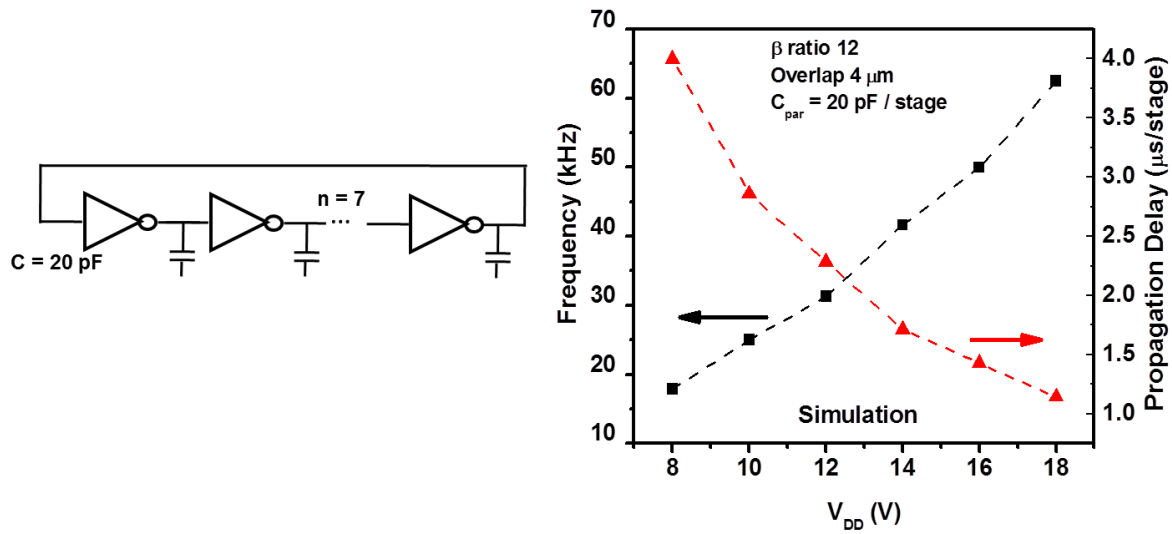 n = 7
...
C = 20 pF
β ratio 12
Overlap 4 μm
Cpar = 20 pF / stage
Simulation
Frequency (kHz)
70
60
50
40
30
20
10
Propagation Delay (μs/stage)
4.0
3.5
3.0
2.5
2.0
1.5
1.0
8 10 12 14 16 18
VDD (V)